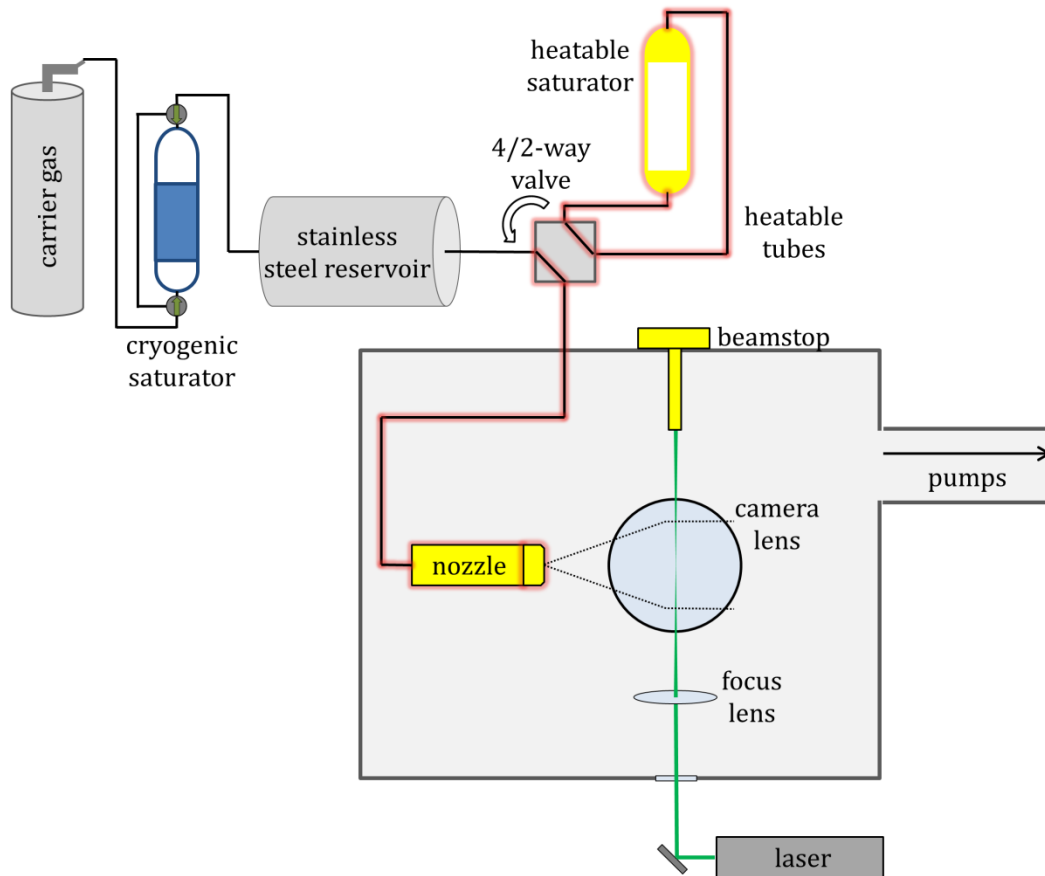 carrier gas
cryogenic
saturator
stainless
steel reservoir
4/2-way
valve
heatable
saturator
heatable
tubes
beamstop
pumps
camera
lens
nozzle
focus
lens
laser